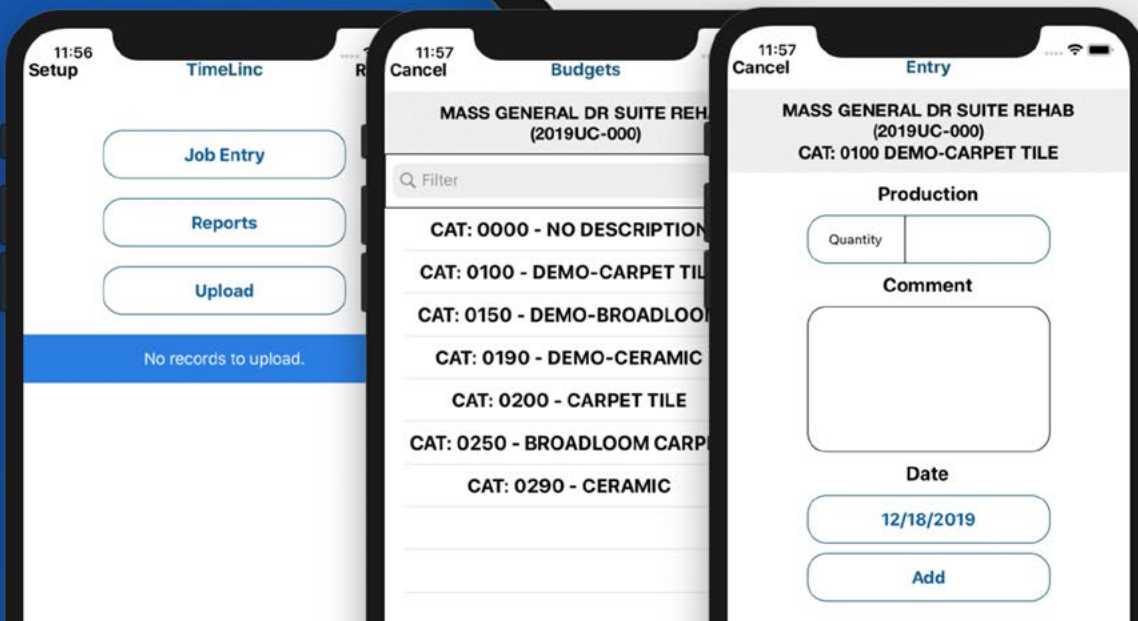 11:56
Setup
TimeLinc
R
Job Entry
Reports
Upload
No records to upload.
11:57
Cancel
Budgets
MASS GENERAL DR SUITE REH
(2019UC-000)
Filter
CAT: 0000 - NO DESCRIPTION
CAT: 0100 - DEMO-CARPET TIL
CAT: 0150 - DEMO-BROADLOO
CAT: 0190 - DEMO-CERAMIC
CAT: 0200 - CARPET TILE
CAT: 0250 - BROADLOOM CARP
CAT: 0290 - CERAMIC
11:57
Cancel
Entry
MASS GENERAL DR SUITE REHAB
(2019UC-000)
CAT: 0100 DEMO-CARPET TILE
Production
Quantity
Comment
Date
12/18/2019
Add